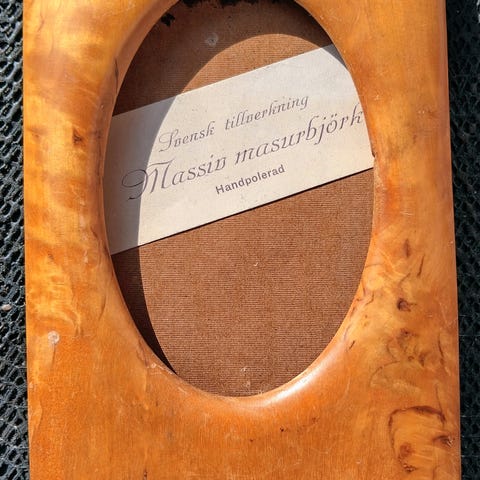 Svensk tillverkning
Massiv masurbjörk
Handpolerad